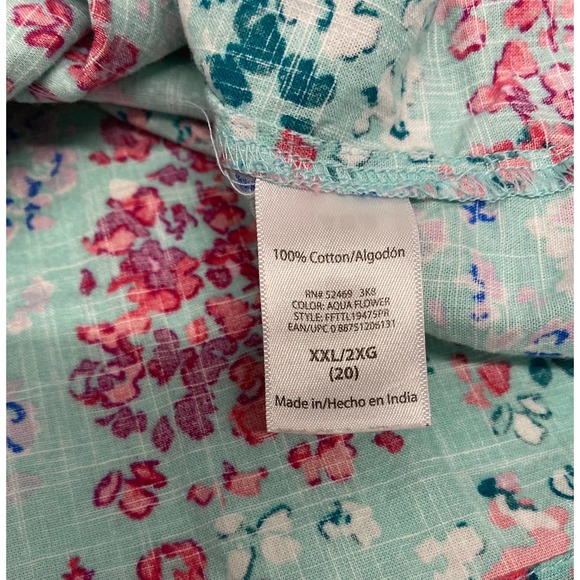 100% Cotton/Algodón
RN# 52469 3K8
COLOR: AQUA FLOWER
STYLE: FFTTL19475PR
EAN/UPC 0 88751206131
XXL/2XG
(20)
Made in/Hecho en India